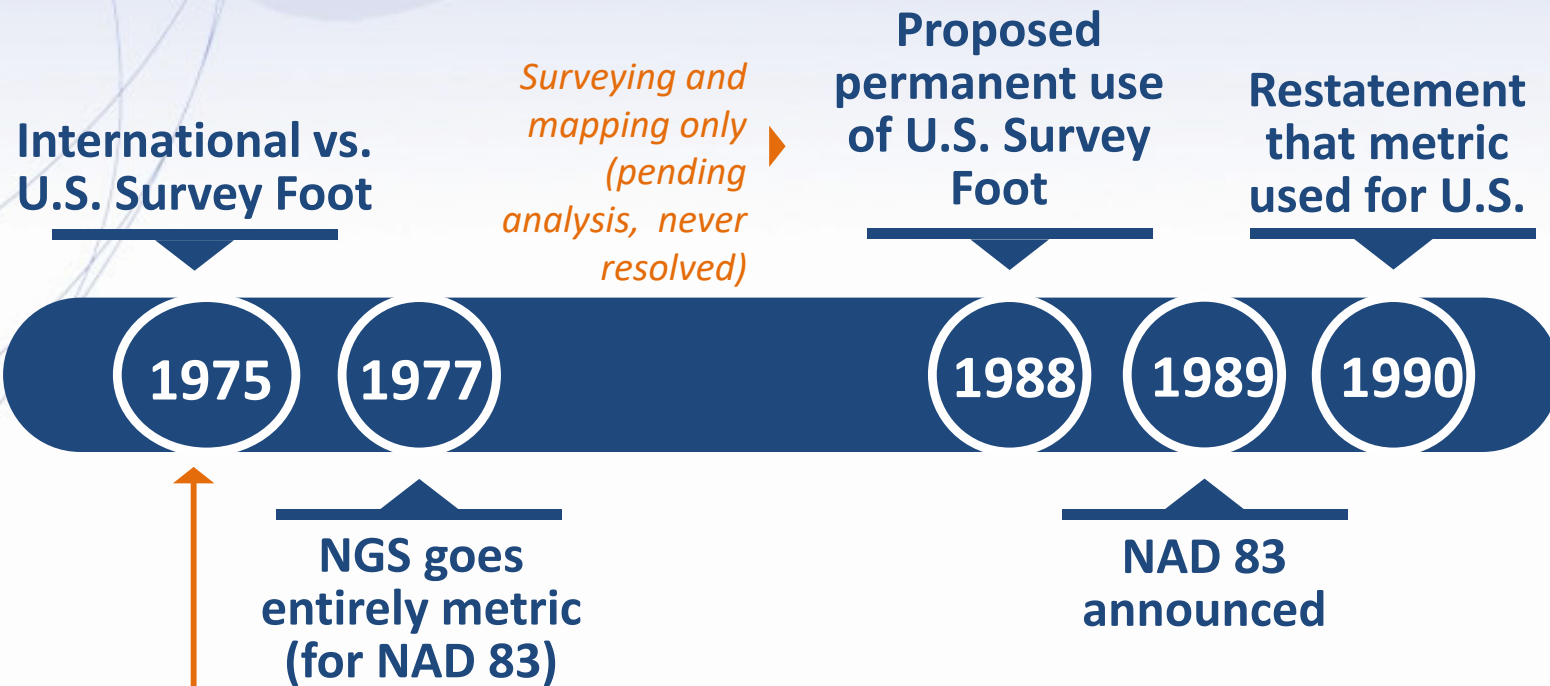 International vs.
U.S. Survey Foot
Surveying and
mapping only
(pending
analysis, never
resolved)
Proposed
permanent use
of U.S. Survey
Foot
Restatement
that metric
used for U.S.
1975
1977
1988
1989
1990
NGS goes
entirely metric
(for NAD 83)
NAD 83
announced